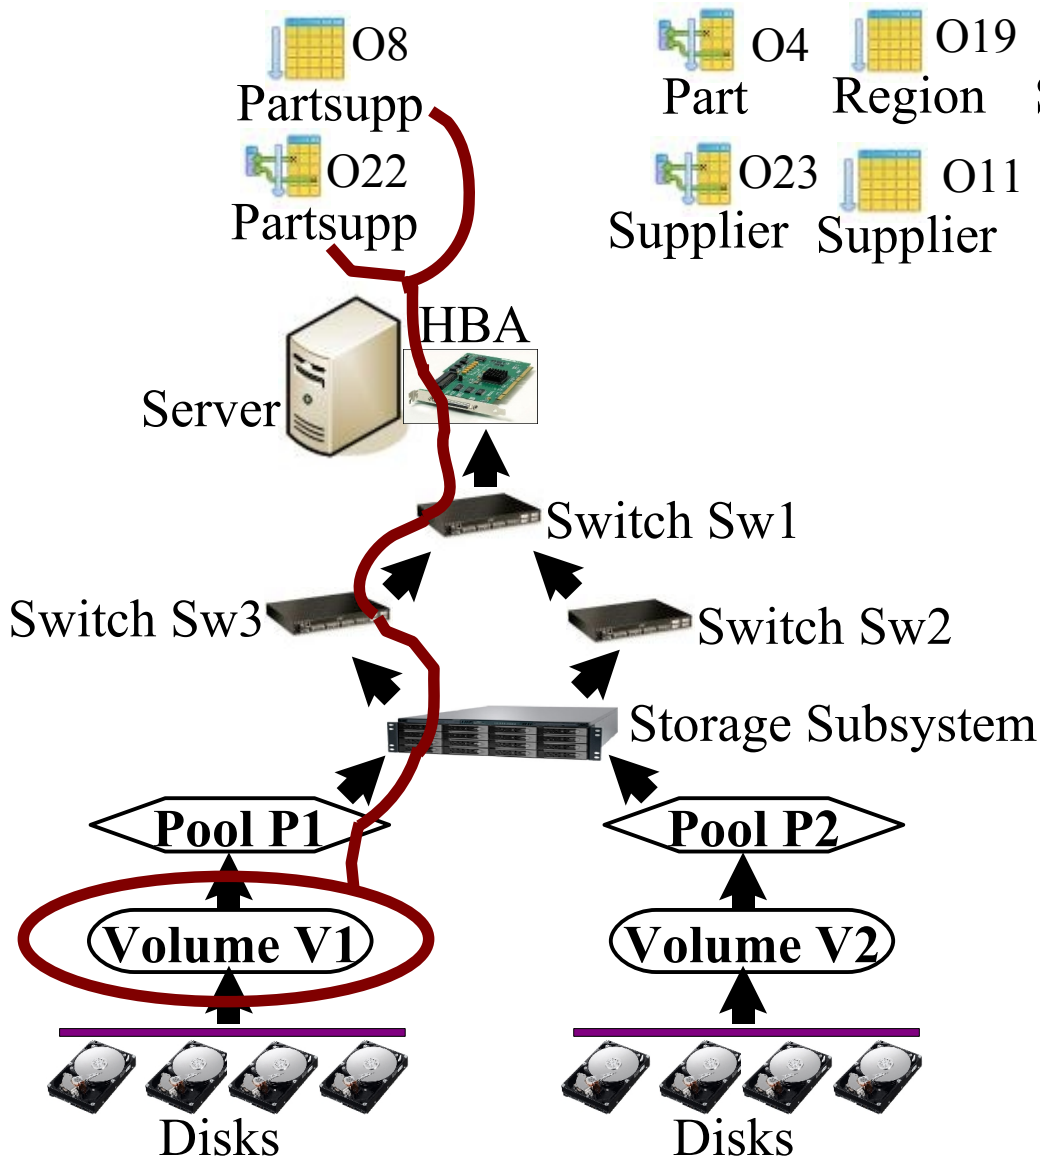 O8
Partsupp
O22
Partsupp
O4
Part
O19
Region
O23
Supplier
O11
Supplier
HBA
Server
Switch Sw1
Switch Sw3
Switch Sw2
Storage Subsystem
Pool P1
Pool P2
Volume V1
Volume V2
Disks
Disks